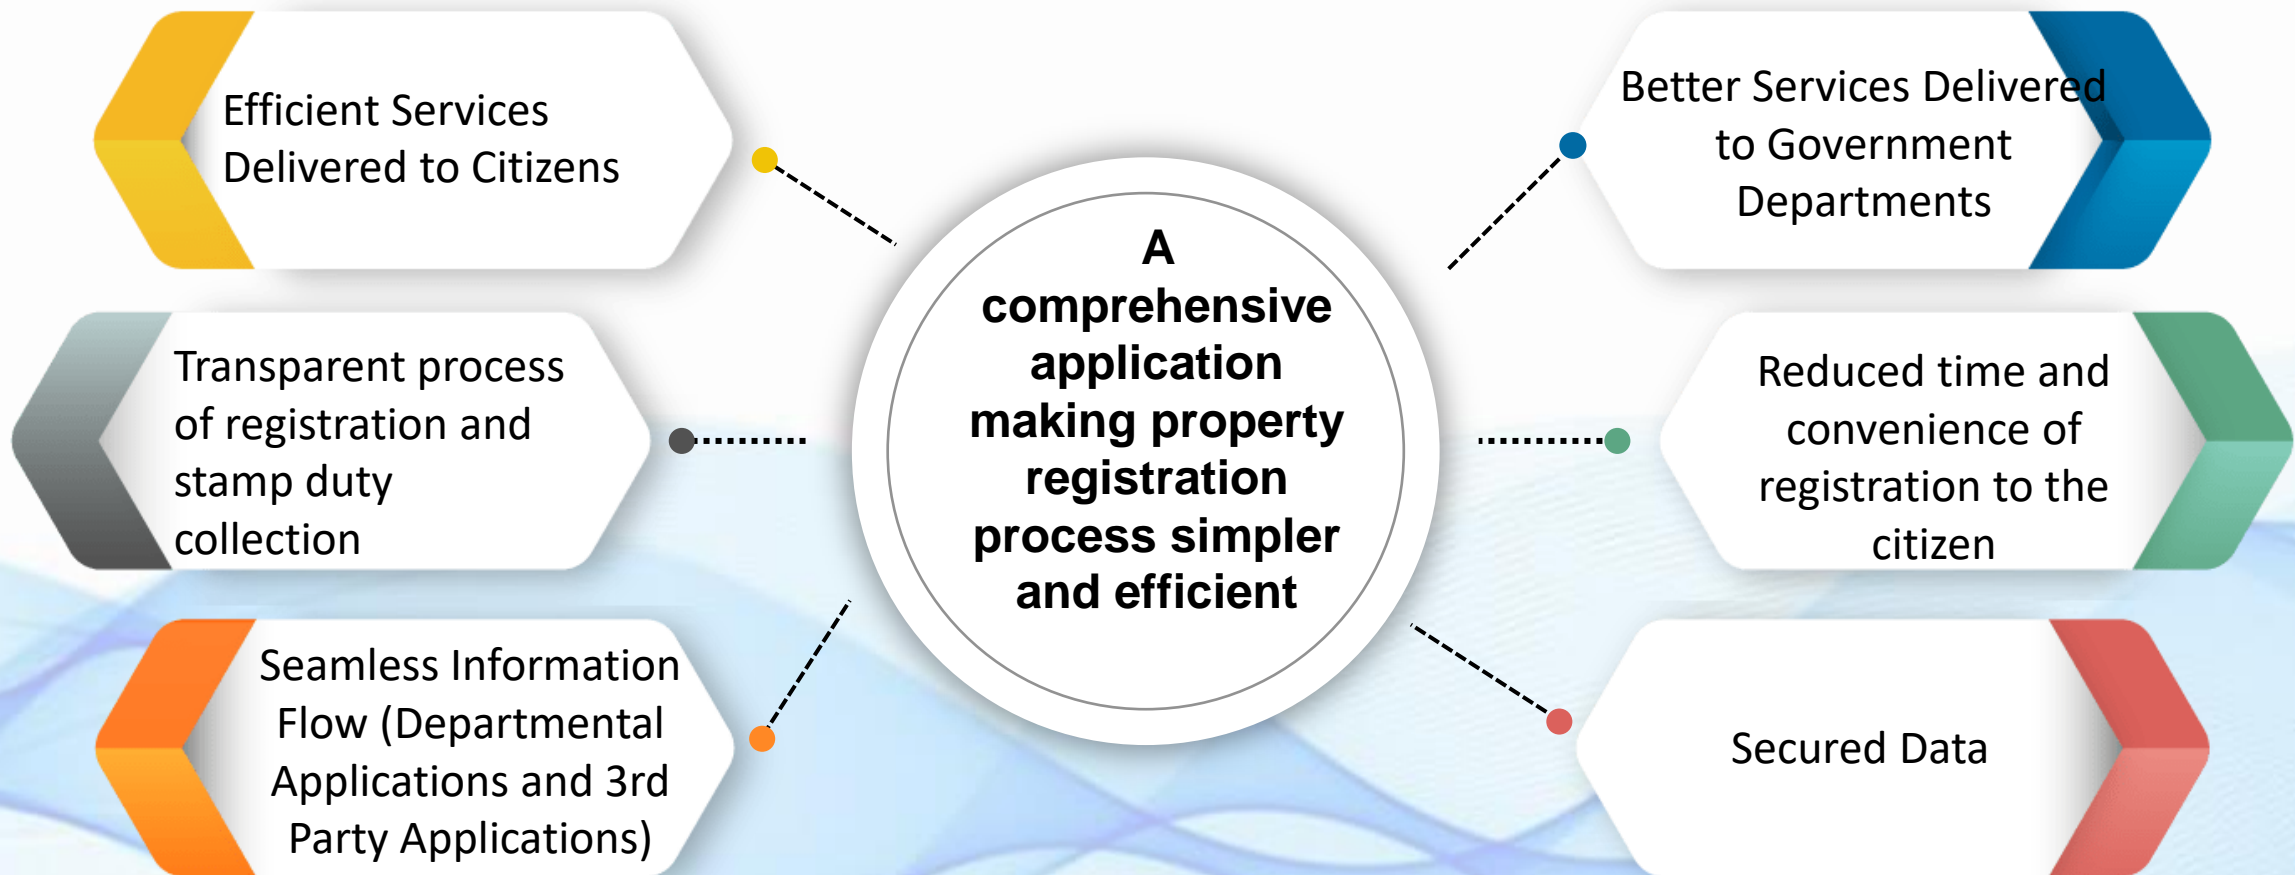 Efficient Services
Delivered to Citizens
Transparent process
of registration and
stamp duty
collection
Seamless Information
Flow (Departmental
Applications and 3rd
Party Applications)
A
comprehensive
application
making property
registration
process simpler
and efficient
Better Services Delivered
to Government
Departments
Reduced time and
convenience of
registration to the
citizen
Secured Data